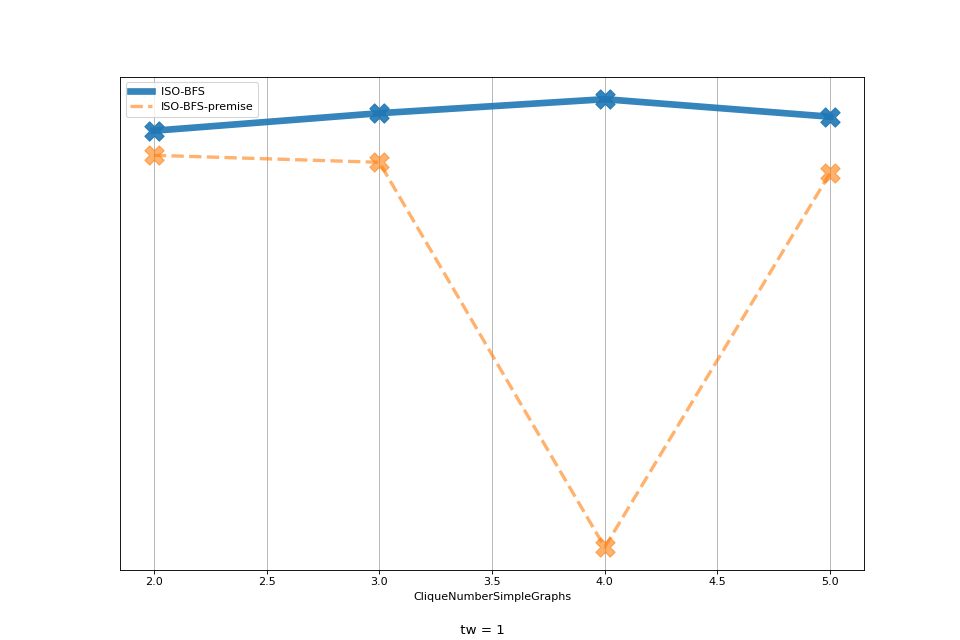 ISO-BFS
ISO-BFS-premise
2.0 2.5 3.0 3.5 4.0 4.5 5.0
CliqueNumberSimpleGraphs
tw = 1